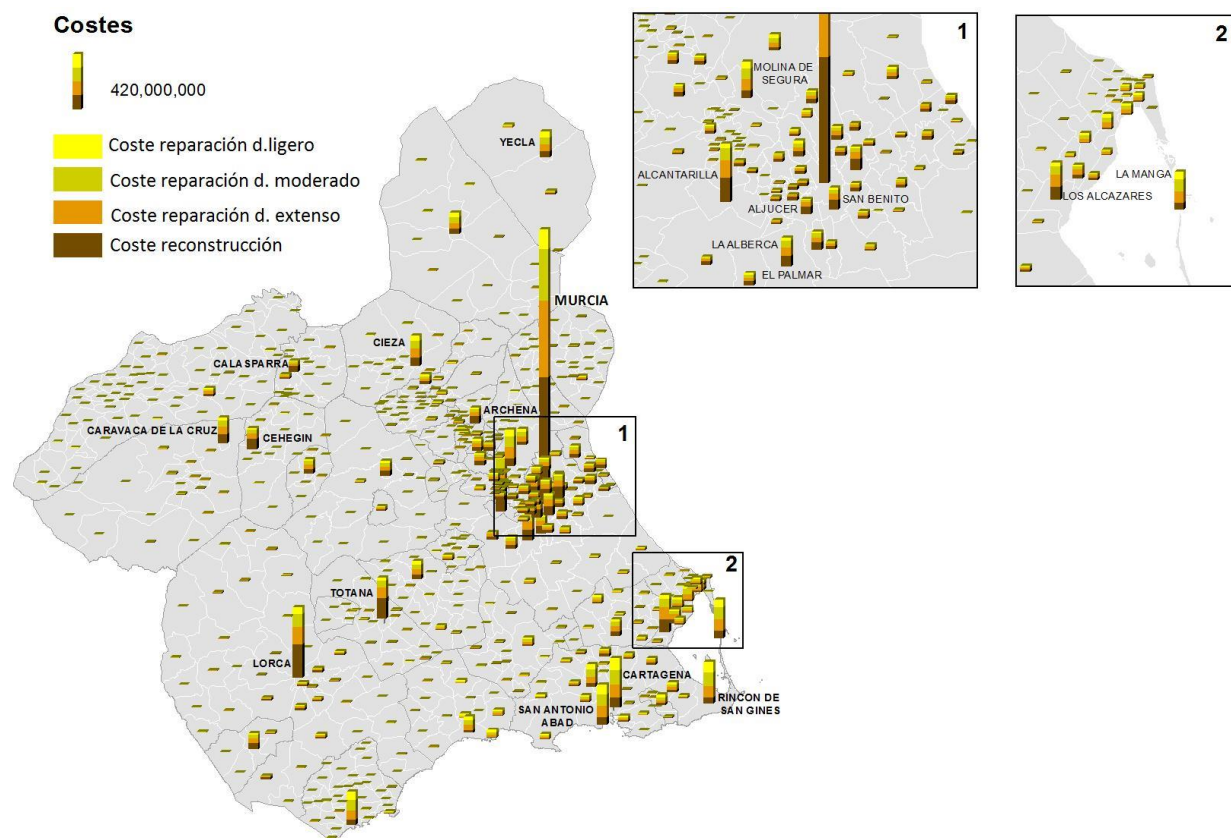 Costes
420,000,000
Coste reparación d.ligero
Coste reparación d. moderado
Coste reparación d. extenso
Coste reconstrucción
1
MOLINA DE
SEGURA
ALCANTARILLA
ALJUCER
SAN BENITO
LA ALBERCA
EL PALMAR
2
LA MANGA
LOS ALCAZARES
YECLA
MURCIA
CIEZA
CALASPARRA
ARCHENA
CARAVACA DE LA CRUZ
CEHEGIN
1
2
TOTANA
LORCA
CARTAGENA
SAN ANTONIO
ABAD
RINCON DE
SAN GINES